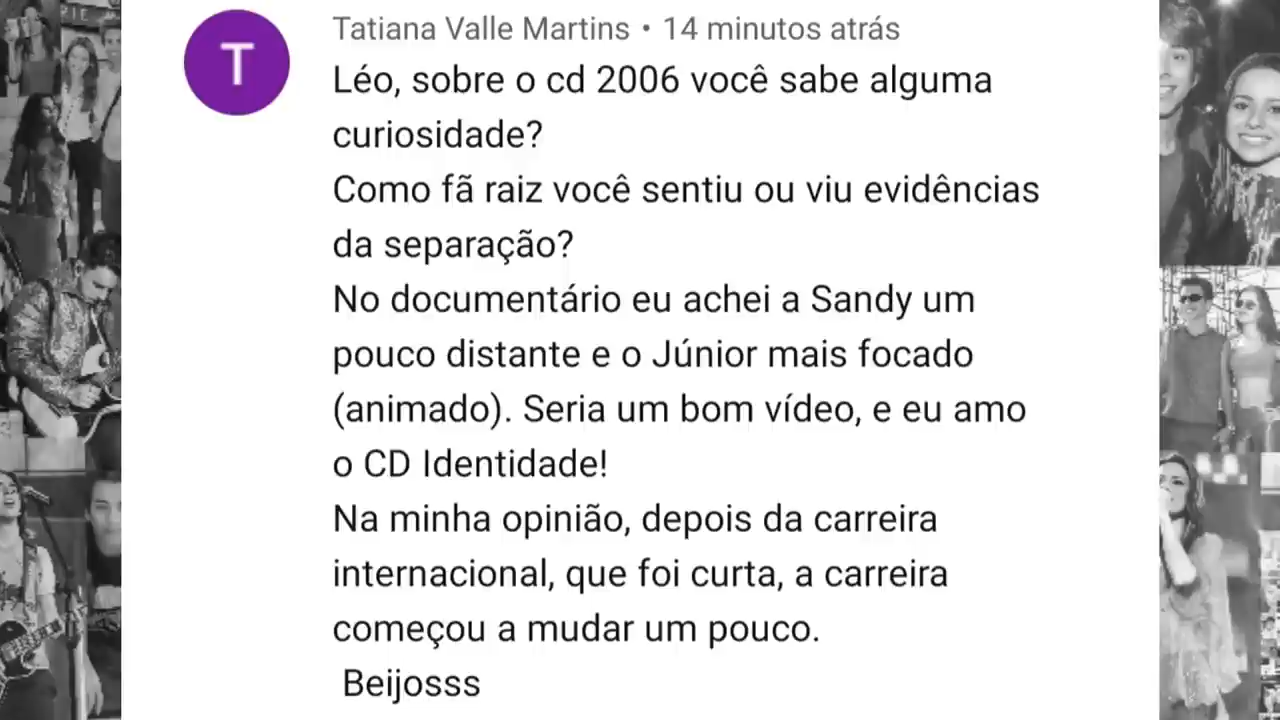 T
Tatiana Valle Martins • 14 minutos atrás
Léo, sobre o cd 2006 você sabe alguma
curiosidade?
Como fã raiz você sentiu ou viu evidências
da separação?
No documentário eu achei a Sandy um
pouco distante e o Júnior mais focado
(animado). Seria um bom vídeo, e eu amo
o CD Identidade!
Na minha opinião, depois da carreira
internacional, que foi curta, a carreira
começou a mudar um pouco.
Beijosss